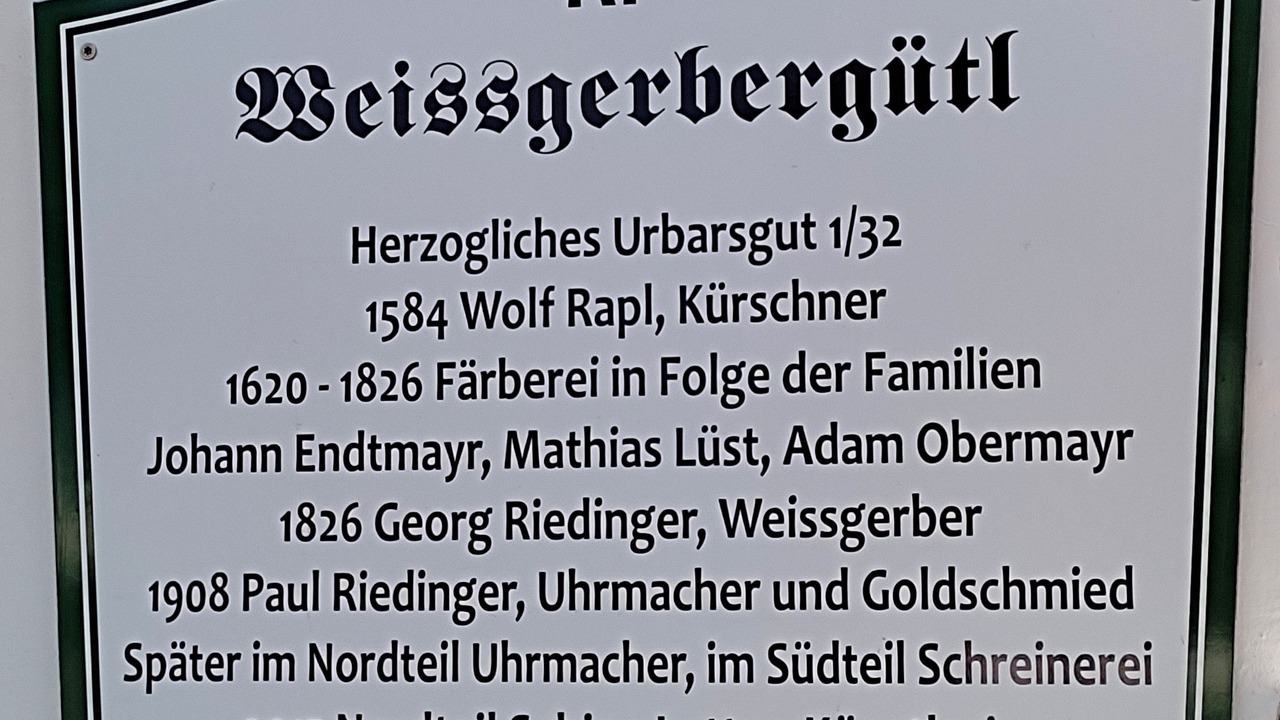 Weissgerbergütl
Herzogliches Urbarsgut 1/32
1584 Wolf Rapl, Kürschner
1620 - 1826 Färberei in Folge der Familien
Johann Endtmayr, Mathias Lüst, Adam Obermayr
1826 Georg Riedinger, Weissgerber
1908 Paul Riedinger, Uhrmacher und Goldschmied
Später im Nordteil Uhrmacher, im Südteil Schreinerei
Nordteil